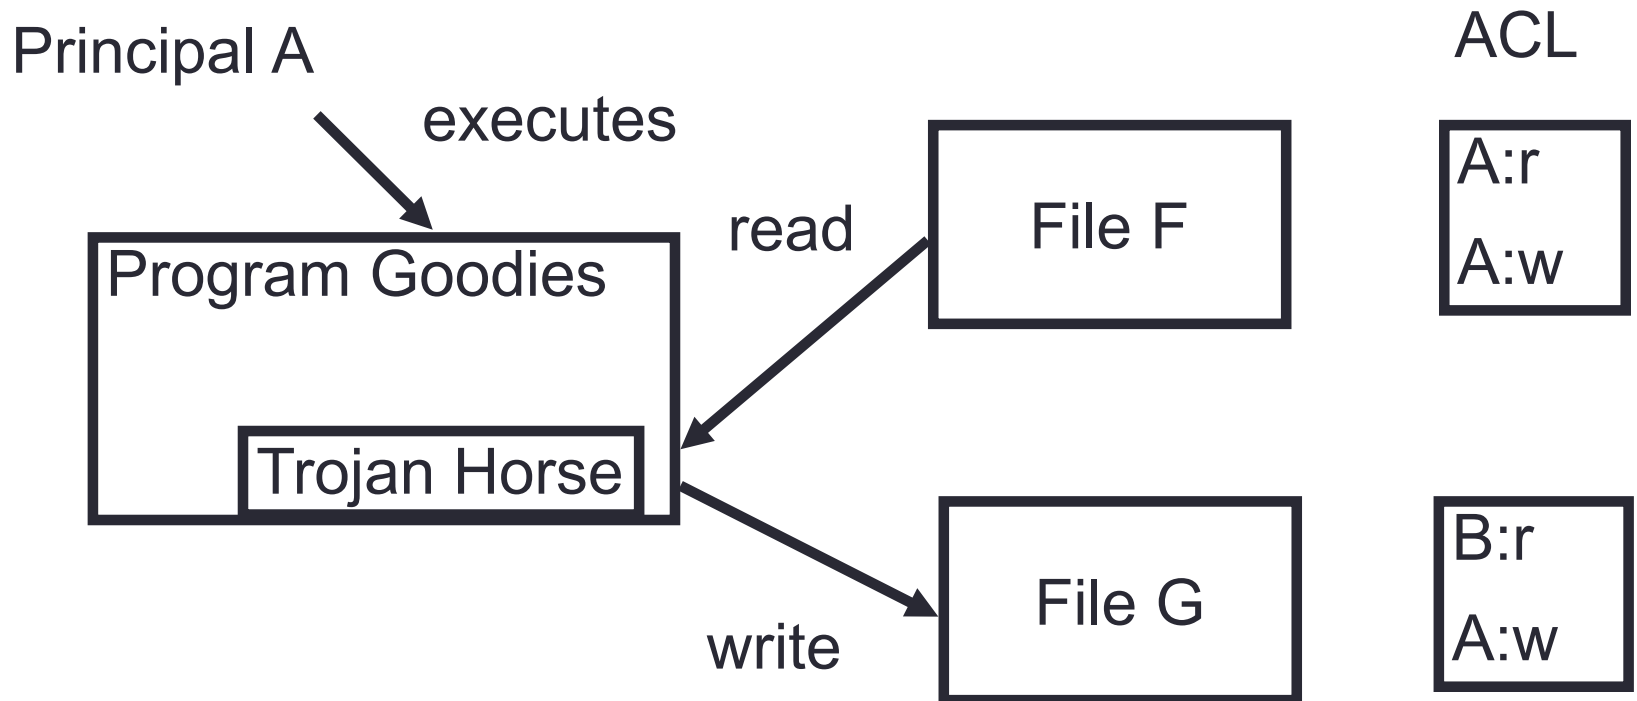 Principal A
executes
ACL
Program Goodies
Trojan Horse
read
File F
A:r
A:w
write
File G
B:r
A:w